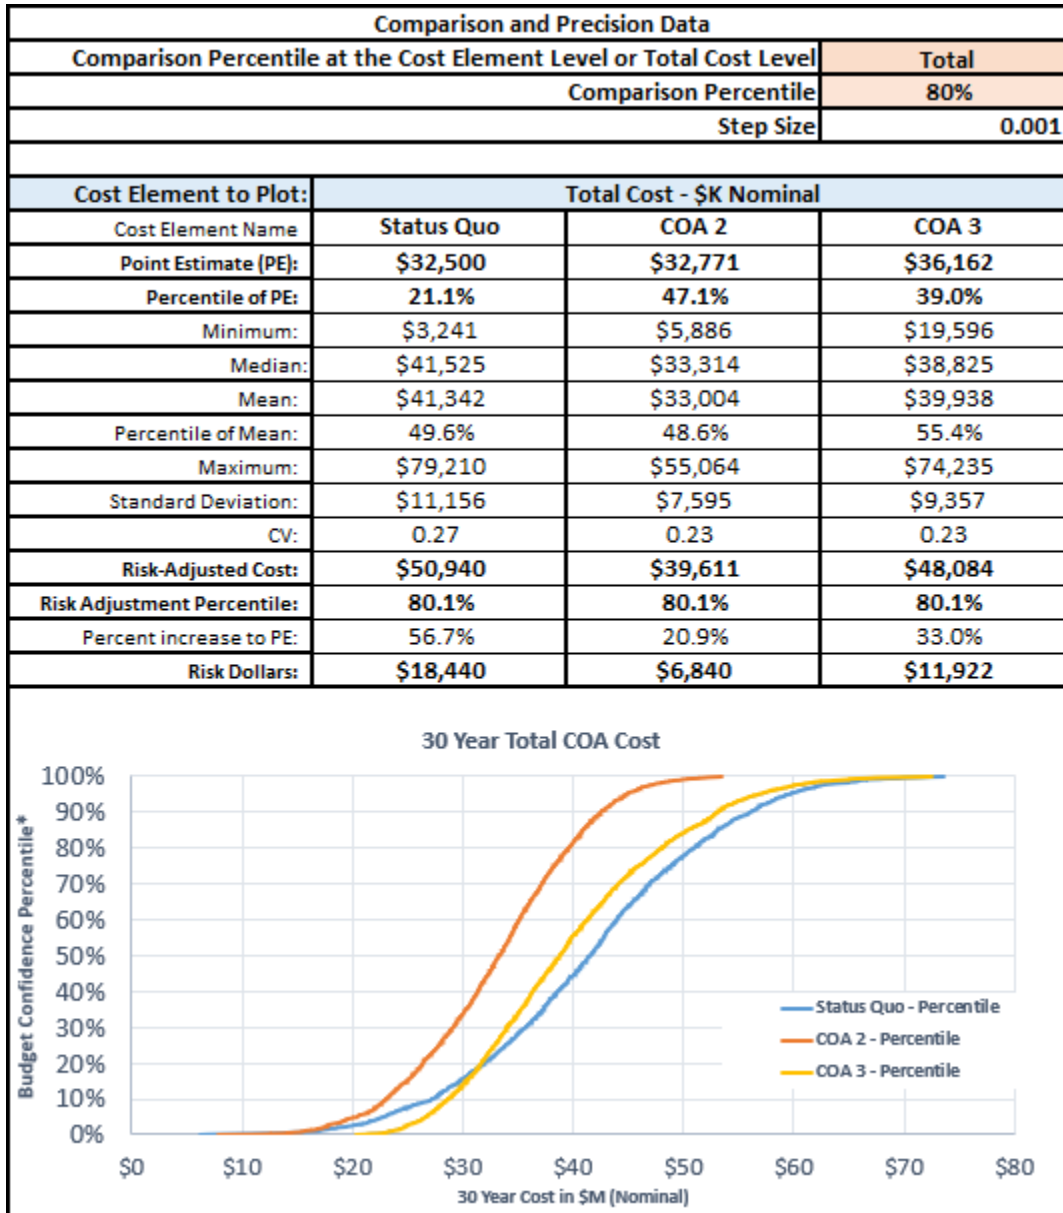 Comparison and Precision Data
Comparison Percentile at the Cost Element Level or Total Cost Level Total
Comparison Percentile 80%
Step Size 0.001
Cost Element to Plot: Total Cost - $K Nominal
Cost Element Name Status Quo COA 2 COA 3
Point Estimate (PE): $32,500 $32,771 $36,162
Percentile of PE: 21.1% 47.1% 39.0%
Minimum: $3,241 $5,886 $19,596
Median: $41,525 $33,314 $38,825
Mean: $41,342 $33,004 $39,938
Percentile of Mean: 49.6% 48.6% 55.4%
Maximum: $79,210 $55,064 $74,235
Standard Deviation: $11,156 $7,595 $9,357
CV: 0.27 0.23 0.23
Risk-Adjusted Cost: $50,940 $39,611 $48,084
Risk Adjustment Percentile: 80.1% 80.1% 80.1%
Percent increase to PE: 56.7% 20.9% 33.0%
Risk Dollars: $18,440 $6,840 $11,922
30 Year Total COA Cost
Budget Confidence Percentile*
100%
90%
80%
70%
60%
50%
40%
30%
20%
10%
0%
Status Quo - Percentile
COA 2 - Percentile
COA 3 - Percentile
$0 $10 $20 $30 $40 $50 $60 $70 $80
30 Year Cost in $M (Nominal)